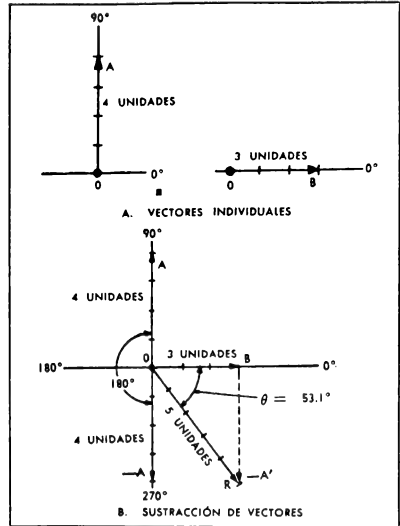 90°
A
4 UNIDADES
0°
0
3 UNIDADES
0°
0
B
A. VECTORES INDIVIDUALES
90°
A
4 UNIDADES
0
3 UNIDADES
B
180°
0°
180°
θ = 53.1°
5 UNIDADES
4 UNIDADES
—A
R
—A'
270°
B. SUSTRACCIÓN DE VECTORES